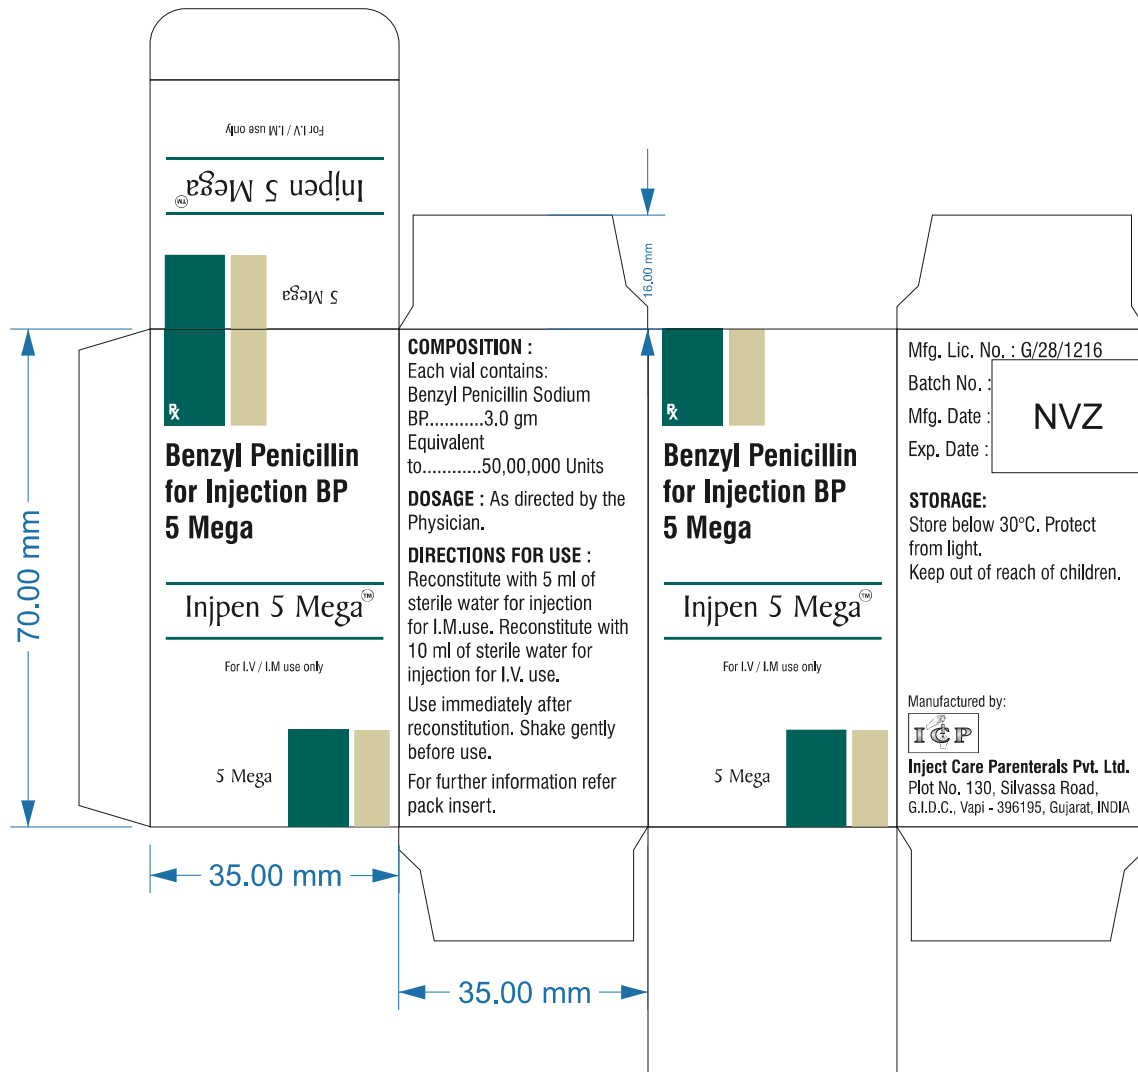 For I.V / I.M use only
Injpen 5 Mega™
5 Mega
16.00 mm
70.00 mm
Rx
Benzyl Penicillin
for Injection BP
5 Mega
Injpen 5 Mega™
For I.V / I.M use only
5 Mega
35.00 mm
COMPOSITION :
Each vial contains:
Benzyl Penicillin Sodium
BP............3.0 gm
Equivalent
to............50,00,000 Units
DOSAGE : As directed by the
Physician.
DIRECTIONS FOR USE :
Reconstitute with 5 ml of
sterile water for injection
for I.M.use. Reconstitute with
10 ml of sterile water for
injection for I.V. use.
Use immediately after
reconstitution. Shake gently
before use.
For further information refer
pack insert.
35.00 mm
Rx
Benzyl Penicillin
for Injection BP
5 Mega
Injpen 5 Mega™
For I.V / I.M use only
5 Mega
Mfg. Lic. No. : G/28/1216
Batch No. :
Mfg. Date :
Exp. Date :
NVZ
STORAGE:
Store below 30°C. Protect
from light.
Keep out of reach of children.
Manufactured by:
ICP
Inject Care Parenterals Pvt. Ltd.
Plot No. 130, Silvassa Road,
G.I.D.C., Vapi - 396195, Gujarat, INDIA